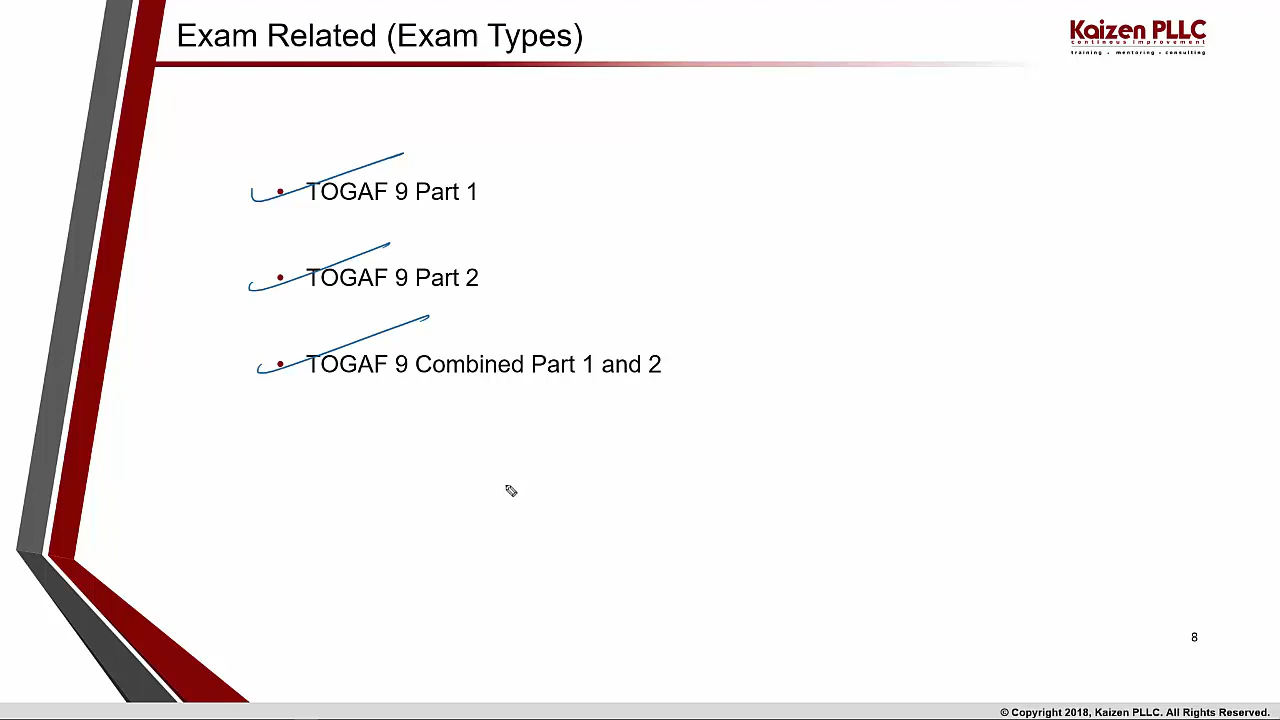 Exam Related (Exam Types)
Kaizen PLLC
continous improvement
training • mentoring • consulting
• TOGAF 9 Part 1
• TOGAF 9 Part 2
• TOGAF 9 Combined Part 1 and 2
8
© Copyright 2018, Kaizen PLLC. All Rights Reserved.